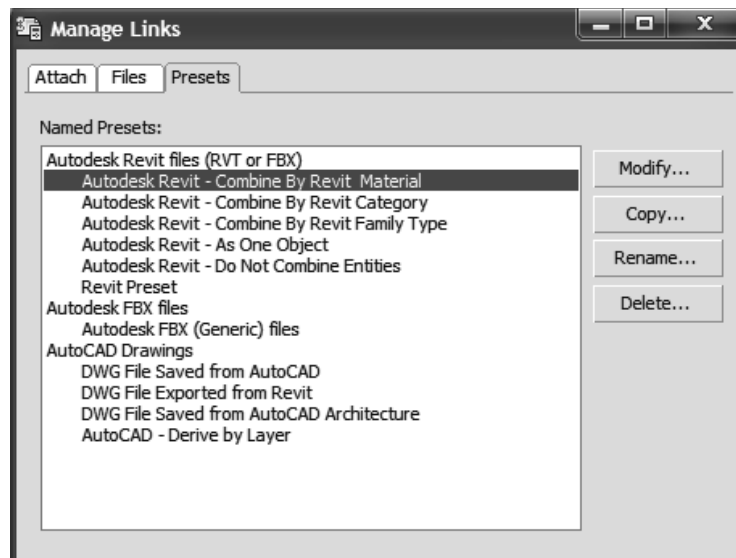 Manage Links
Attach Files Presets
Named Presets:
Autodesk Revit files (RVT or FBX)
Autodesk Revit - Combine By Revit Material
Autodesk Revit - Combine By Revit Category
Autodesk Revit - Combine By Revit Family Type
Autodesk Revit - As One Object
Autodesk Revit - Do Not Combine Entities
Revit Preset
Autodesk FBX files
Autodesk FBX (Generic) files
AutoCAD Drawings
DWG File Saved from AutoCAD
DWG File Exported from Revit
DWG File Saved from AutoCAD Architecture
AutoCAD - Derive by Layer
Modify...
Copy...
Rename...
Delete...